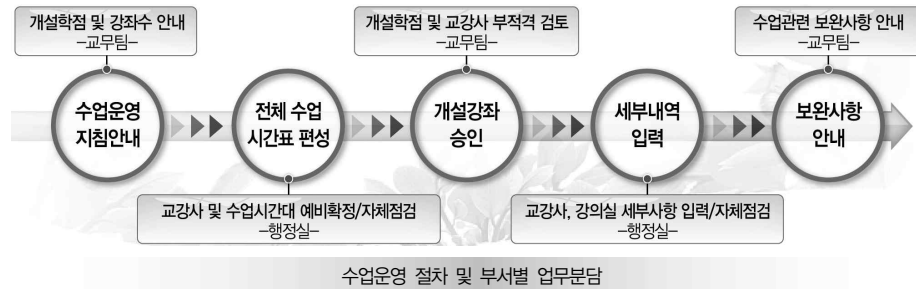 개설학점 및 강좌수 안내
–교무팀–
개설학점 및 교강사 부적격 검토
–교무팀–
수업관련 보완사항 안내
–교무팀–
수업운영
지침안내
전체 수업
시간표 편성
개설강좌
승인
세부내역
입력
보완사항
안내
교강사 및 수업시간대 예비확정/자체점검
–행정실–
교강사, 강의실 세부사항 입력/자체점검
–행정실–
수업운영 절차 및 부서별 업무분담